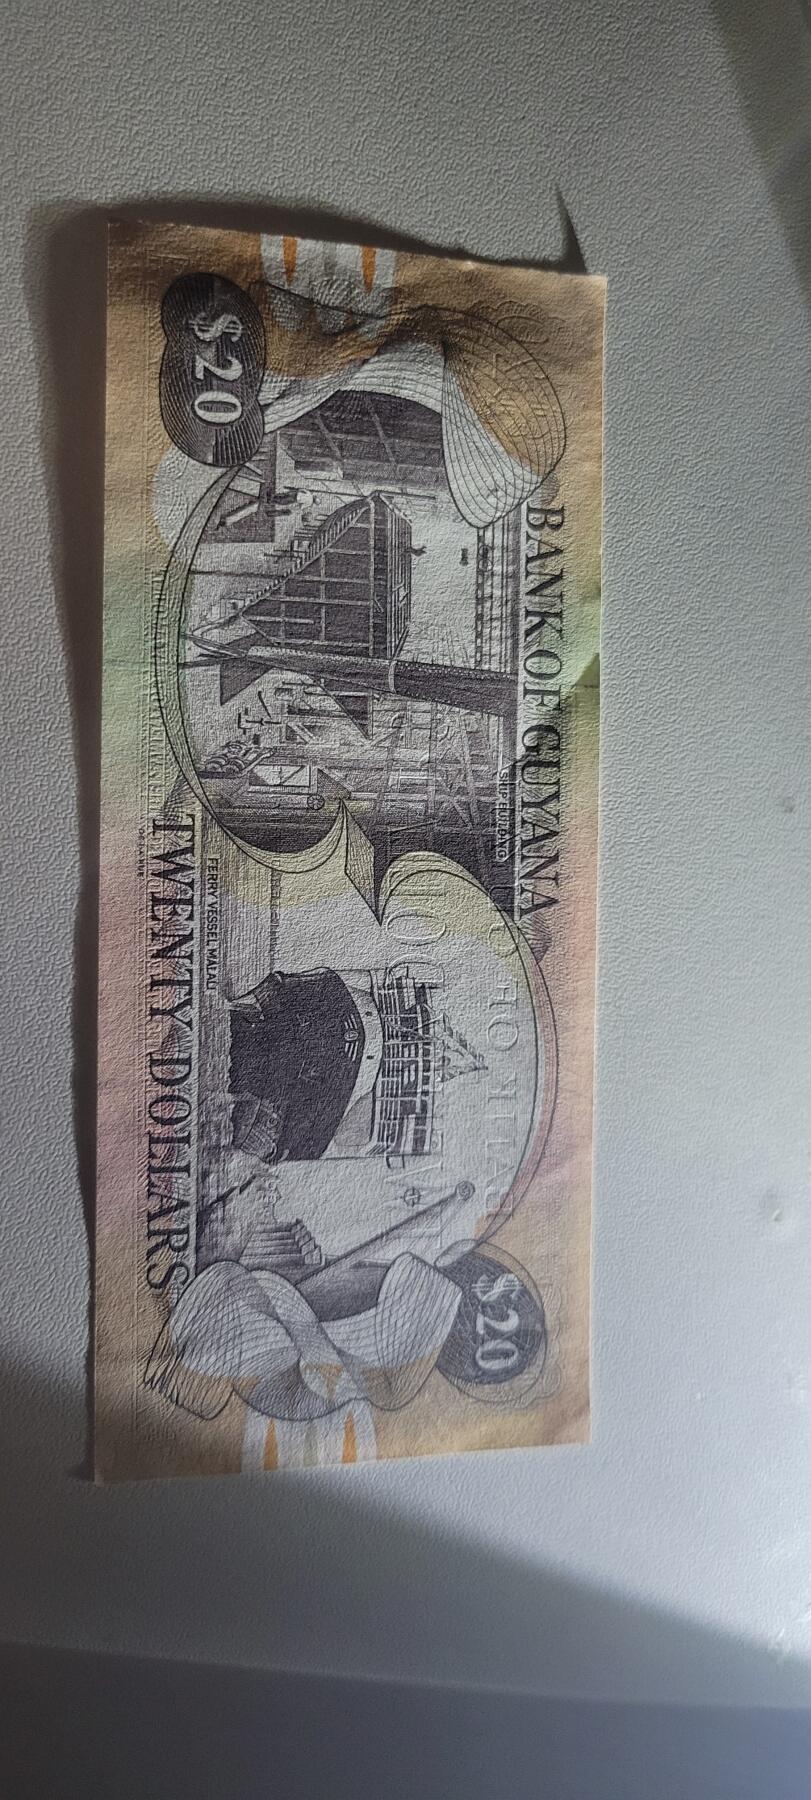 BANK OF GUYANA
$20
SHIP BUILDING
FERRY VESSEL MALALI
$20
TWENTY DOLLARS